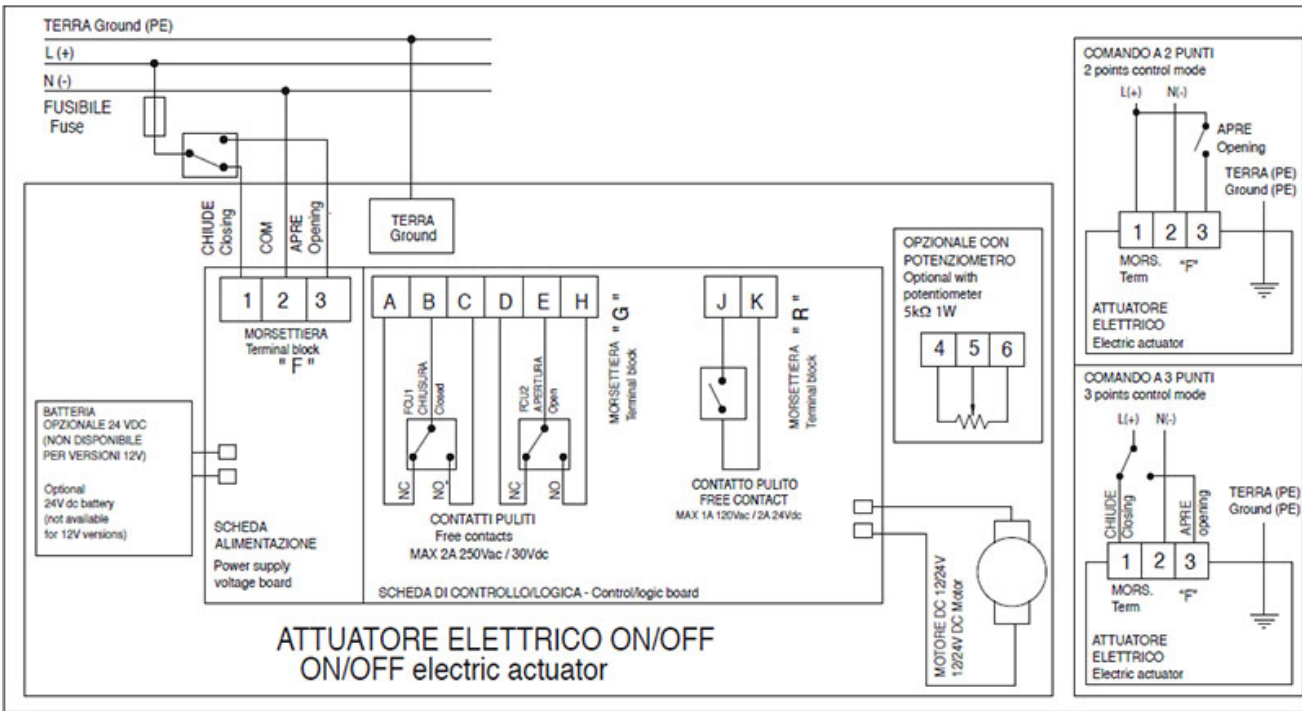 TERRA Ground (PE)
L (+)
N (-)
FUSIBILE
Fuse
CHIUDE
Closing
COM
APRE
Opening
TERRA
Ground
1 2 3
MORSETTIERA
Terminal block
" F "
A B C D E H
MORSETTIERA " G "
Terminal block
FCU1
CHIUSURA
Closed
FCU2
APERTURA
Open
NC
NO
NC
NO
CONTATTI PULITI
Free contacts
MAX 2A 250Vac / 30Vdc
J K
MORSETTIERA " R "
Terminal block
CONTATTO PULITO
FREE CONTACT
MAX 1A 120Vac / 2A 24Vdc
OPZIONALE CON
POTENZIOMETRO
Optional with
potentiometer
5kΩ 1W
4 5 6
BATTERIA
OPZIONALE 24 VDC
(NON DISPONIBILE
PER VERSIONI 12V)
Optional
24V dc battery
(not available
for 12V versions)
SCHEDA
ALIMENTAZIONE
Power supply
voltage board
SCHEDA DI CONTROLLO/LOGICA - Control/logic board
MOTORE DC 12/24V
12/24V DC Motor
ATTUATORE ELETTRICO ON/OFF
ON/OFF electric actuator
COMANDO A 2 PUNTI
2 points control mode
L(+) N(-)
APRE
Opening
TERRA (PE)
Ground (PE)
1 2 3
MORS. "F"
Term
ATTUATORE
ELETTRICO
Electric actuator
COMANDO A 3 PUNTI
3 points control mode
L(+) N(-)
CHIUDE
Closing
APRE
opening
TERRA (PE)
Ground (PE)
1 2 3
MORS. "F"
Term
ATTUATORE
ELETTRICO
Electric actuator